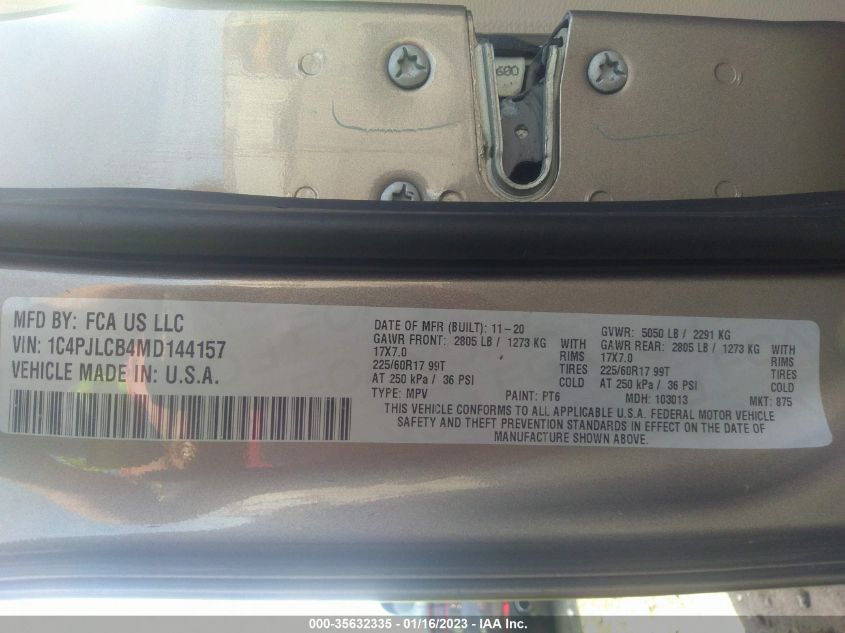 600
MFD BY: FCA US LLC
VIN: 1C4PJLCB4MD144157
VEHICLE MADE IN: U.S.A.
DATE OF MFR (BUILT): 11-20
GAWR FRONT: 2805 LB / 1273 KG WITH
17X7.0 RIMS
225/60R17 99T TIRES
AT 250 kPa / 36 PSI COLD
TYPE: MPV PAINT: PT6
GVWR: 5050 LB / 2291 KG
GAWR REAR: 2805 LB / 1273 KG WITH
17X7.0 RIMS
225/60R17 99T TIRES
AT 250 kPa / 36 PSI COLD
MDH: 103013 MKT: 875
THIS VEHICLE CONFORMS TO ALL APPLICABLE U.S.A. FEDERAL MOTOR VEHICLE
SAFETY AND THEFT PREVENTION STANDARDS IN EFFECT ON THE DATE OF
MANUFACTURE SHOWN ABOVE.
000-35632335 - 01/16/2023 - IAA Inc.